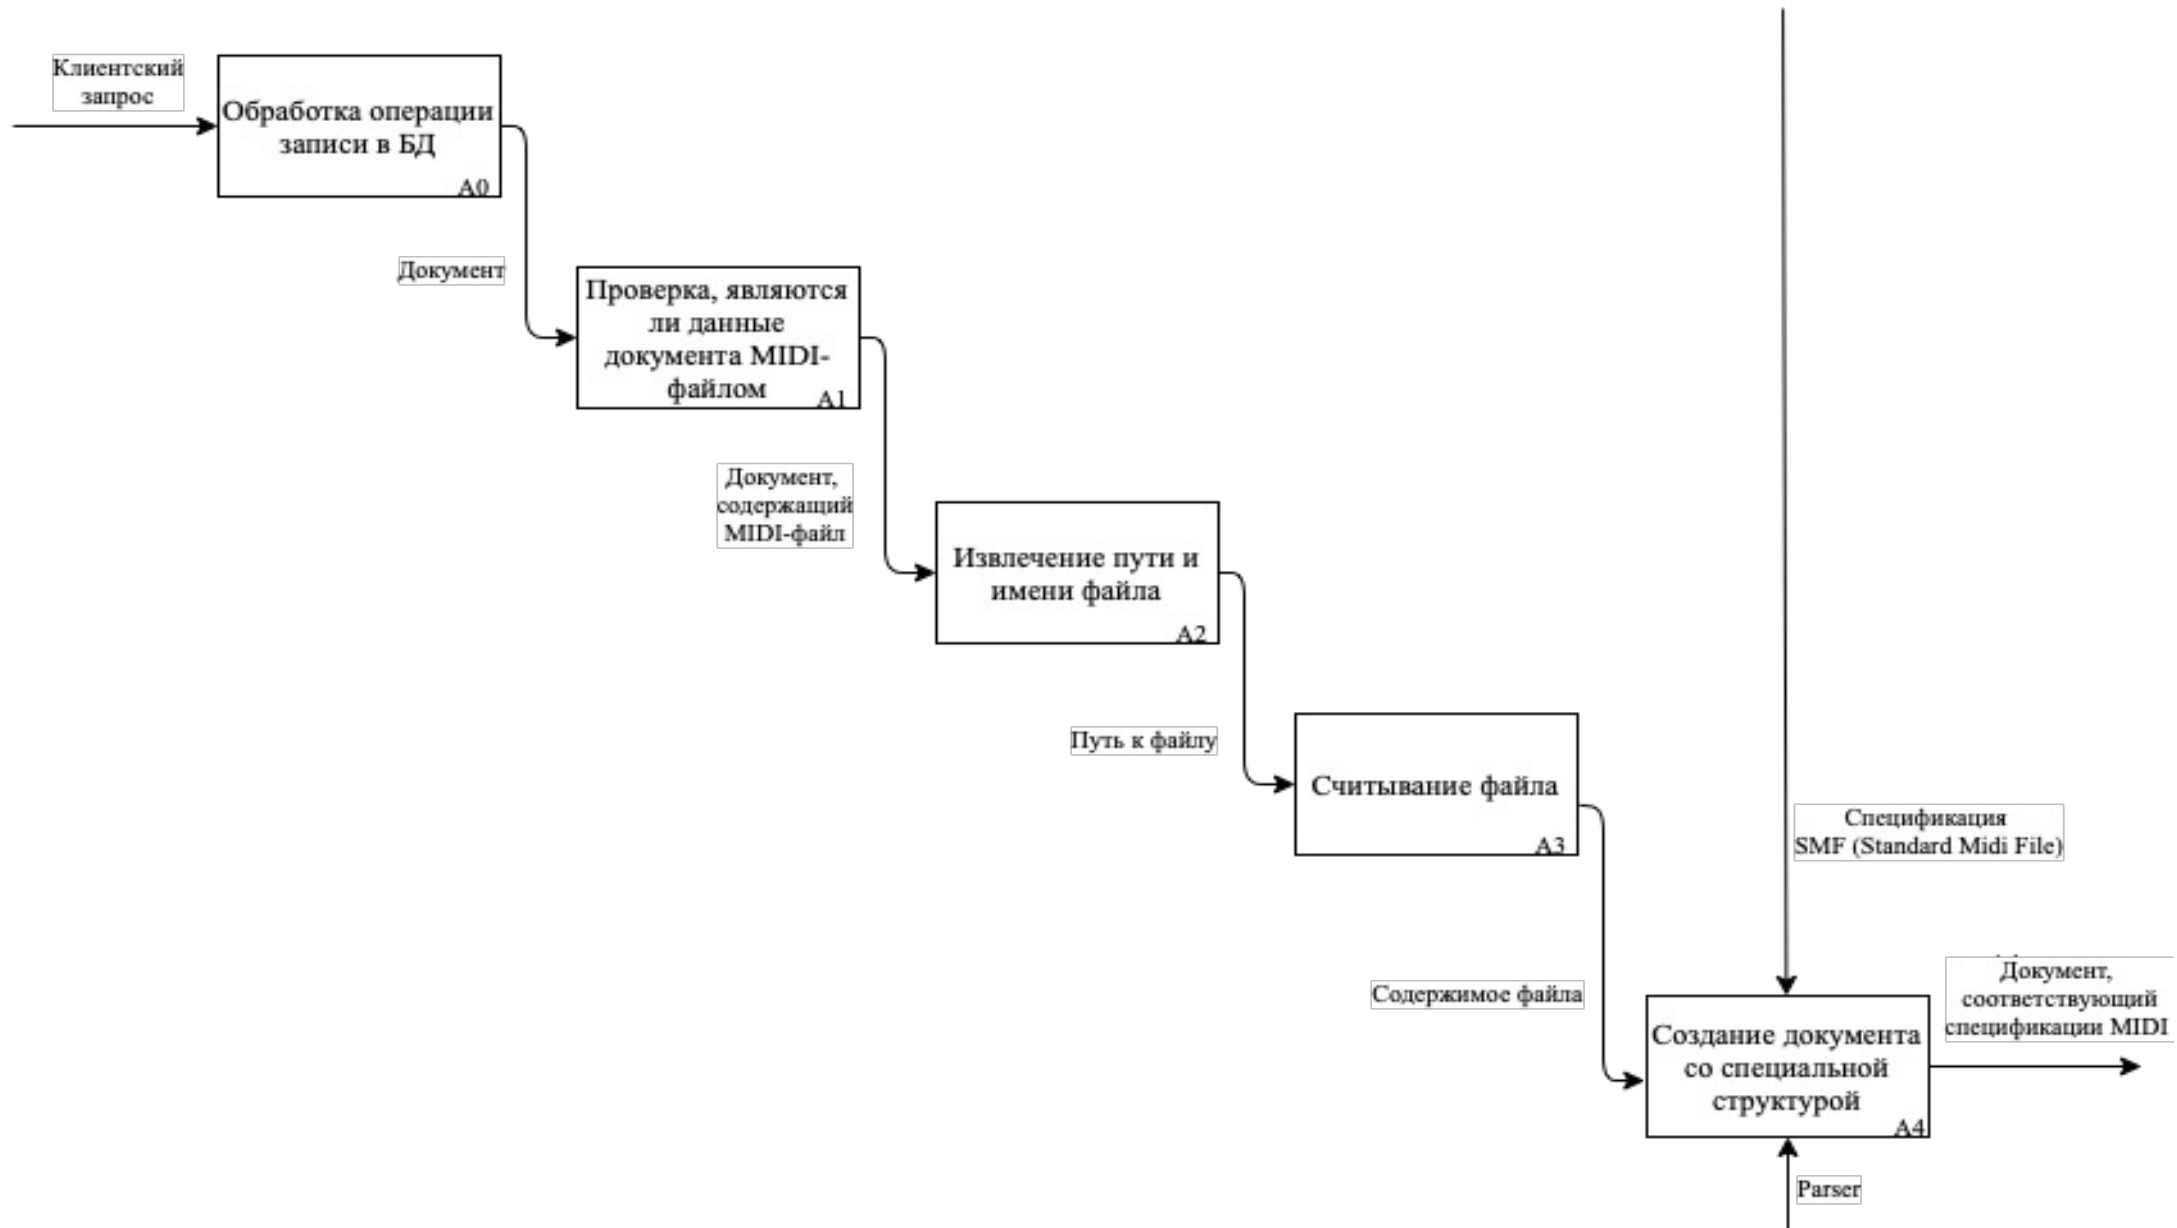 Клиентский
запрос
Обработка операции
записи в БД
A0
Документ
Проверка, являются
ли данные
документа MIDI-
файлом
A1
Документ,
содержащий
MIDI-файл
Извлечение пути и
имени файла
A2
Путь к файлу
Считывание файла
A3
Спецификация
SMF (Standard Midi File)
Содержимое файла
Документ,
соответствующий
спецификации MIDI
Создание документа
со специальной
структурой
A4
Parser